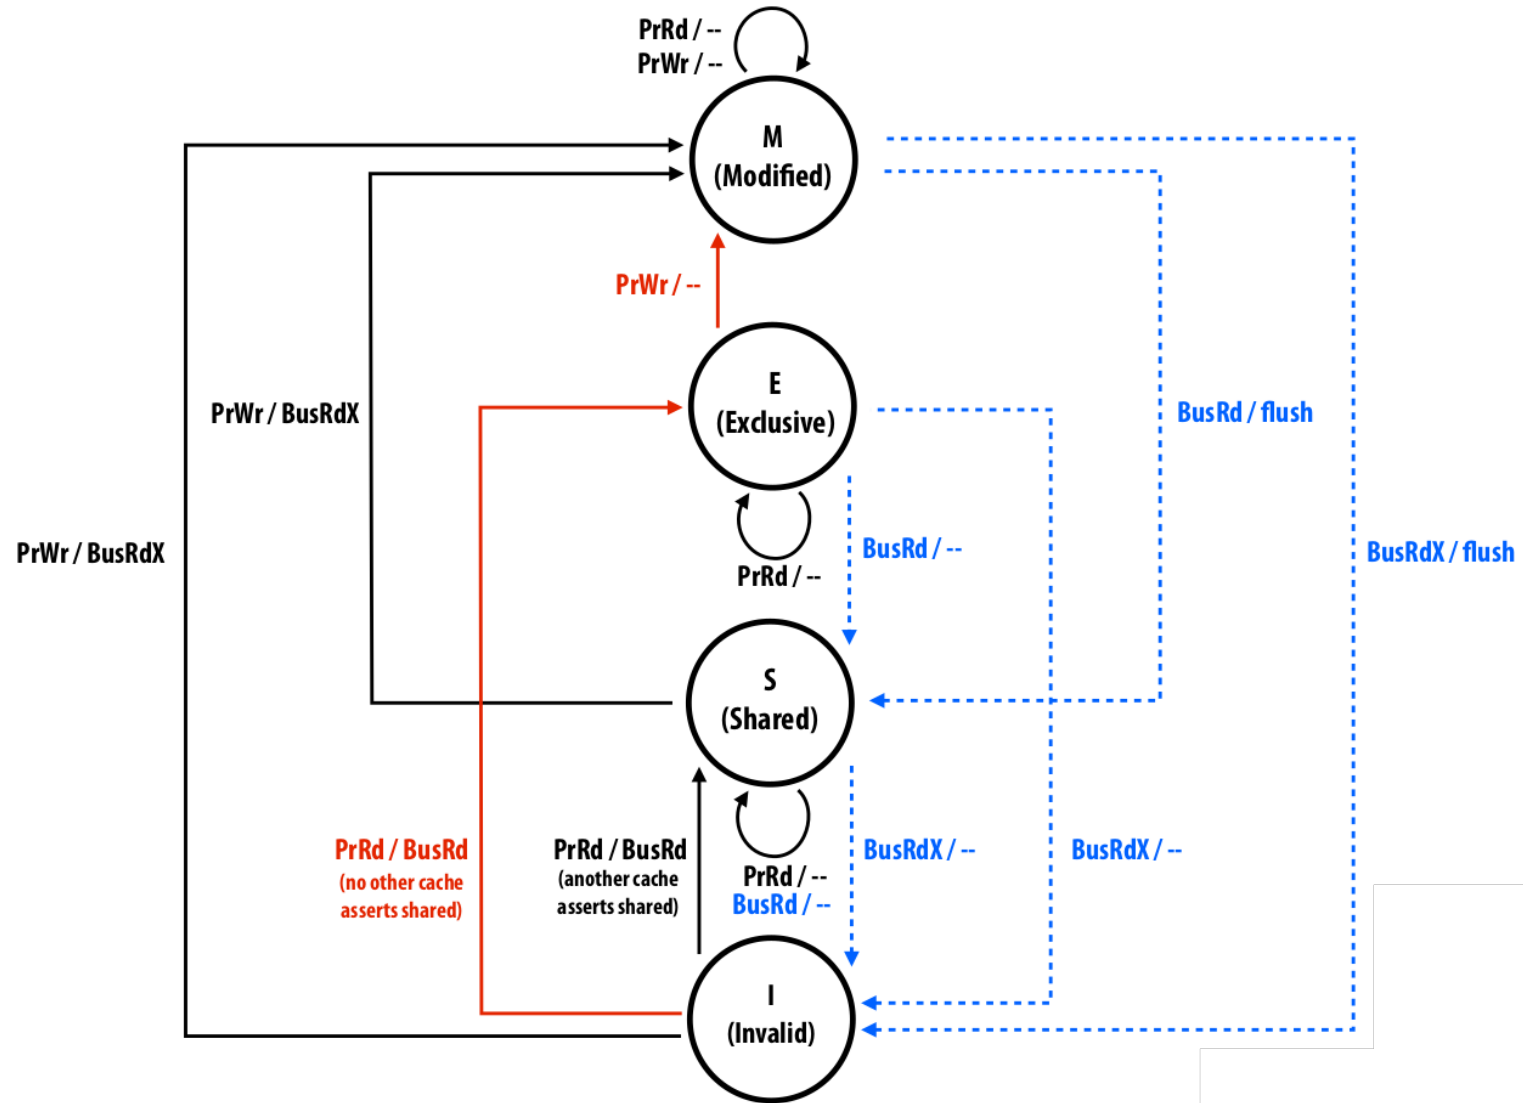 PrRd / --
PrWr / --
M
(Modified)
PrWr / --
E
(Exclusive)
PrWr / BusRdX
BusRd / flush
PrWr / BusRdX
BusRd / --
BusRdX / flush
PrRd / --
S
(Shared)
PrRd / BusRd
(no other cache
asserts shared)
PrRd / BusRd
(another cache
asserts shared)
PrRd / --
BusRd / --
BusRdX / --
BusRdX / --
I
(Invalid)